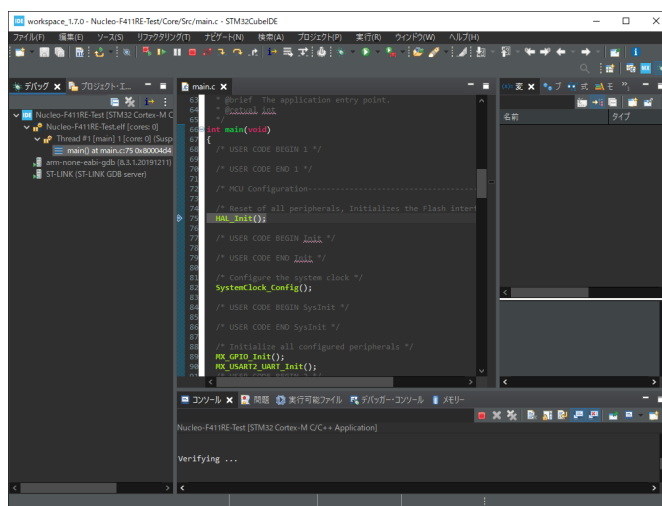 workspace_1.7.0 - Nucleo-F411RE-Test/Core/Src/main.c - STM32CubeIDE
ファイル(F) 編集(E) ソース(S) リファクタリング(T) ナビゲート(N) 検索(A) プロジェクト(P) 実行(R) ウィンドウ(W) ヘルプ(H)
デバッグ プロジェクト・エ...
Nucleo-F411RE-Test [STM32 Cortex-M C
Nucleo-F411RE-Test.elf [cores: 0]
Thread #1 [main] 1 [core: 0] (Susp
main() at main.c:75 0x80004d4
arm-none-eabi-gdb (8.3.1.20191211)
ST-LINK (ST-LINK GDB server)
main.c
63 * @brief The application entry point.
64 * @retval int
65 */
66 int main(void)
67 {
68 /* USER CODE BEGIN 1 */
69
70 /* USER CODE END 1 */
71
72 /* MCU Configuration-----------------------------------
73
74 /* Reset of all peripherals, Initializes the Flash interf
75 HAL_Init();
76
77 /* USER CODE BEGIN Init */
78
79 /* USER CODE END Init */
80
81 /* Configure the system clock */
82 SystemClock_Config();
83
84 /* USER CODE BEGIN SysInit */
85
86 /* USER CODE END SysInit */
87
88 /* Initialize all configured peripherals */
89 MX_GPIO_Init();
90 MX_USART2_UART_Init();
変 ブ 式 モ
名前 タイプ
コンソール 問題 実行可能ファイル デバッガー・コンソール メモリー
Nucleo-F411RE-Test [STM32 Cortex-M C/C++ Application]
Verifying ...